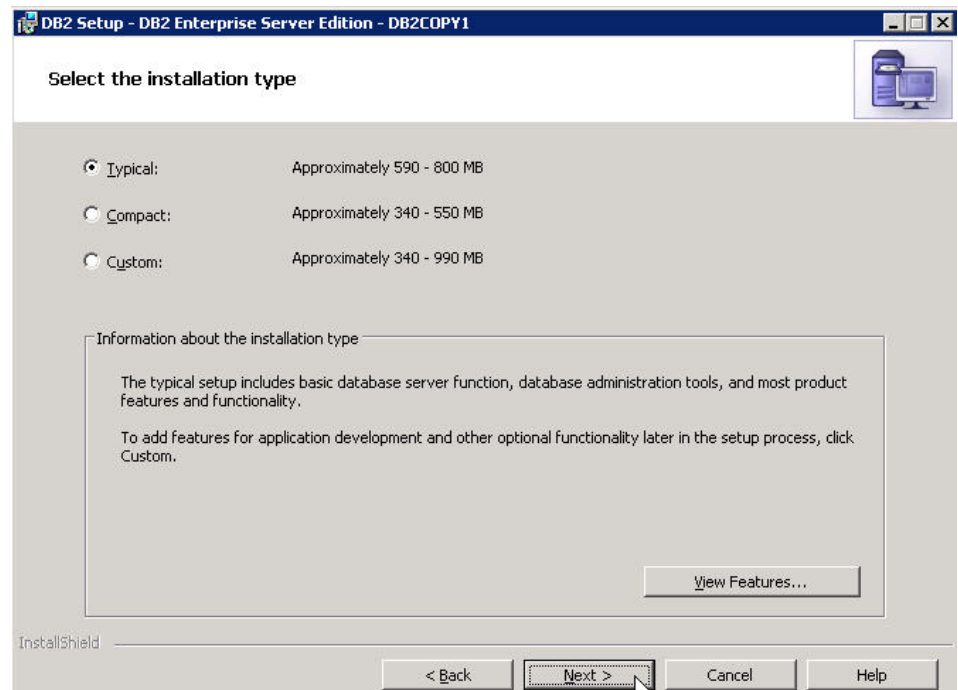 DB2 Setup - DB2 Enterprise Server Edition - DB2COPY1
Select the installation type
Typical: Approximately 590 - 800 MB
Compact: Approximately 340 - 550 MB
Custom: Approximately 340 - 990 MB
Information about the installation type
The typical setup includes basic database server function, database administration tools, and most product
features and functionality.
To add features for application development and other optional functionality later in the setup process, click
Custom.
View Features...
InstallShield
< Back Next > Cancel Help